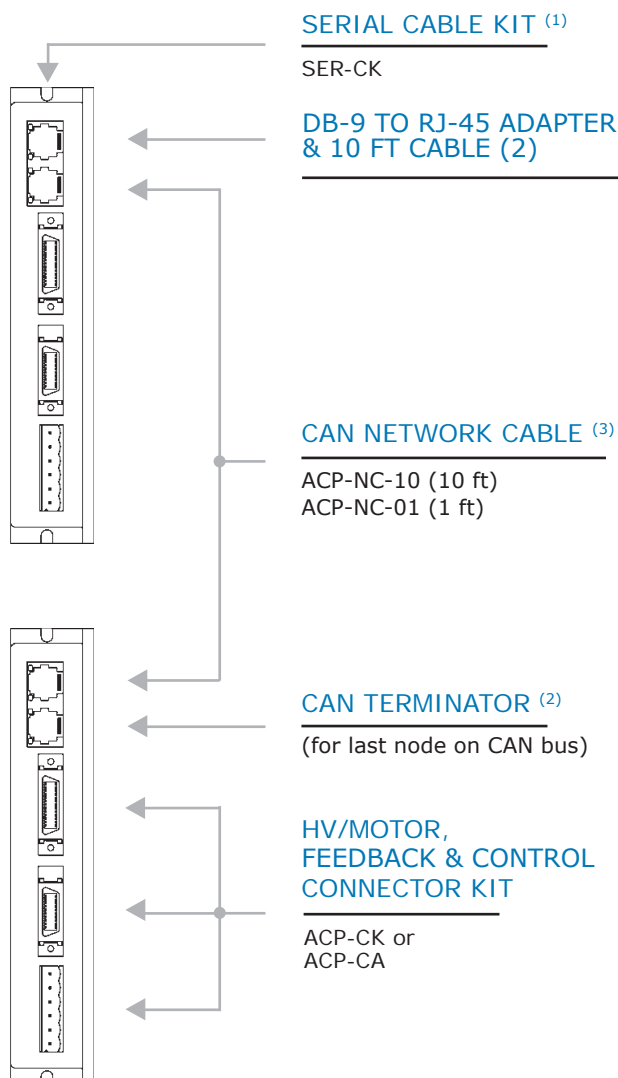 SERIAL CABLE KIT (1)
SER-CK
DB-9 TO RJ-45 ADAPTER
& 10 FT CABLE (2)
CAN NETWORK CABLE (3)
ACP-NC-10 (10 ft)
ACP-NC-01 (1 ft)
CAN TERMINATOR (2)
(for last node on CAN bus)
HV/MOTOR,
FEEDBACK & CONTROL
CONNECTOR KIT
ACP-CK or
ACP-CA